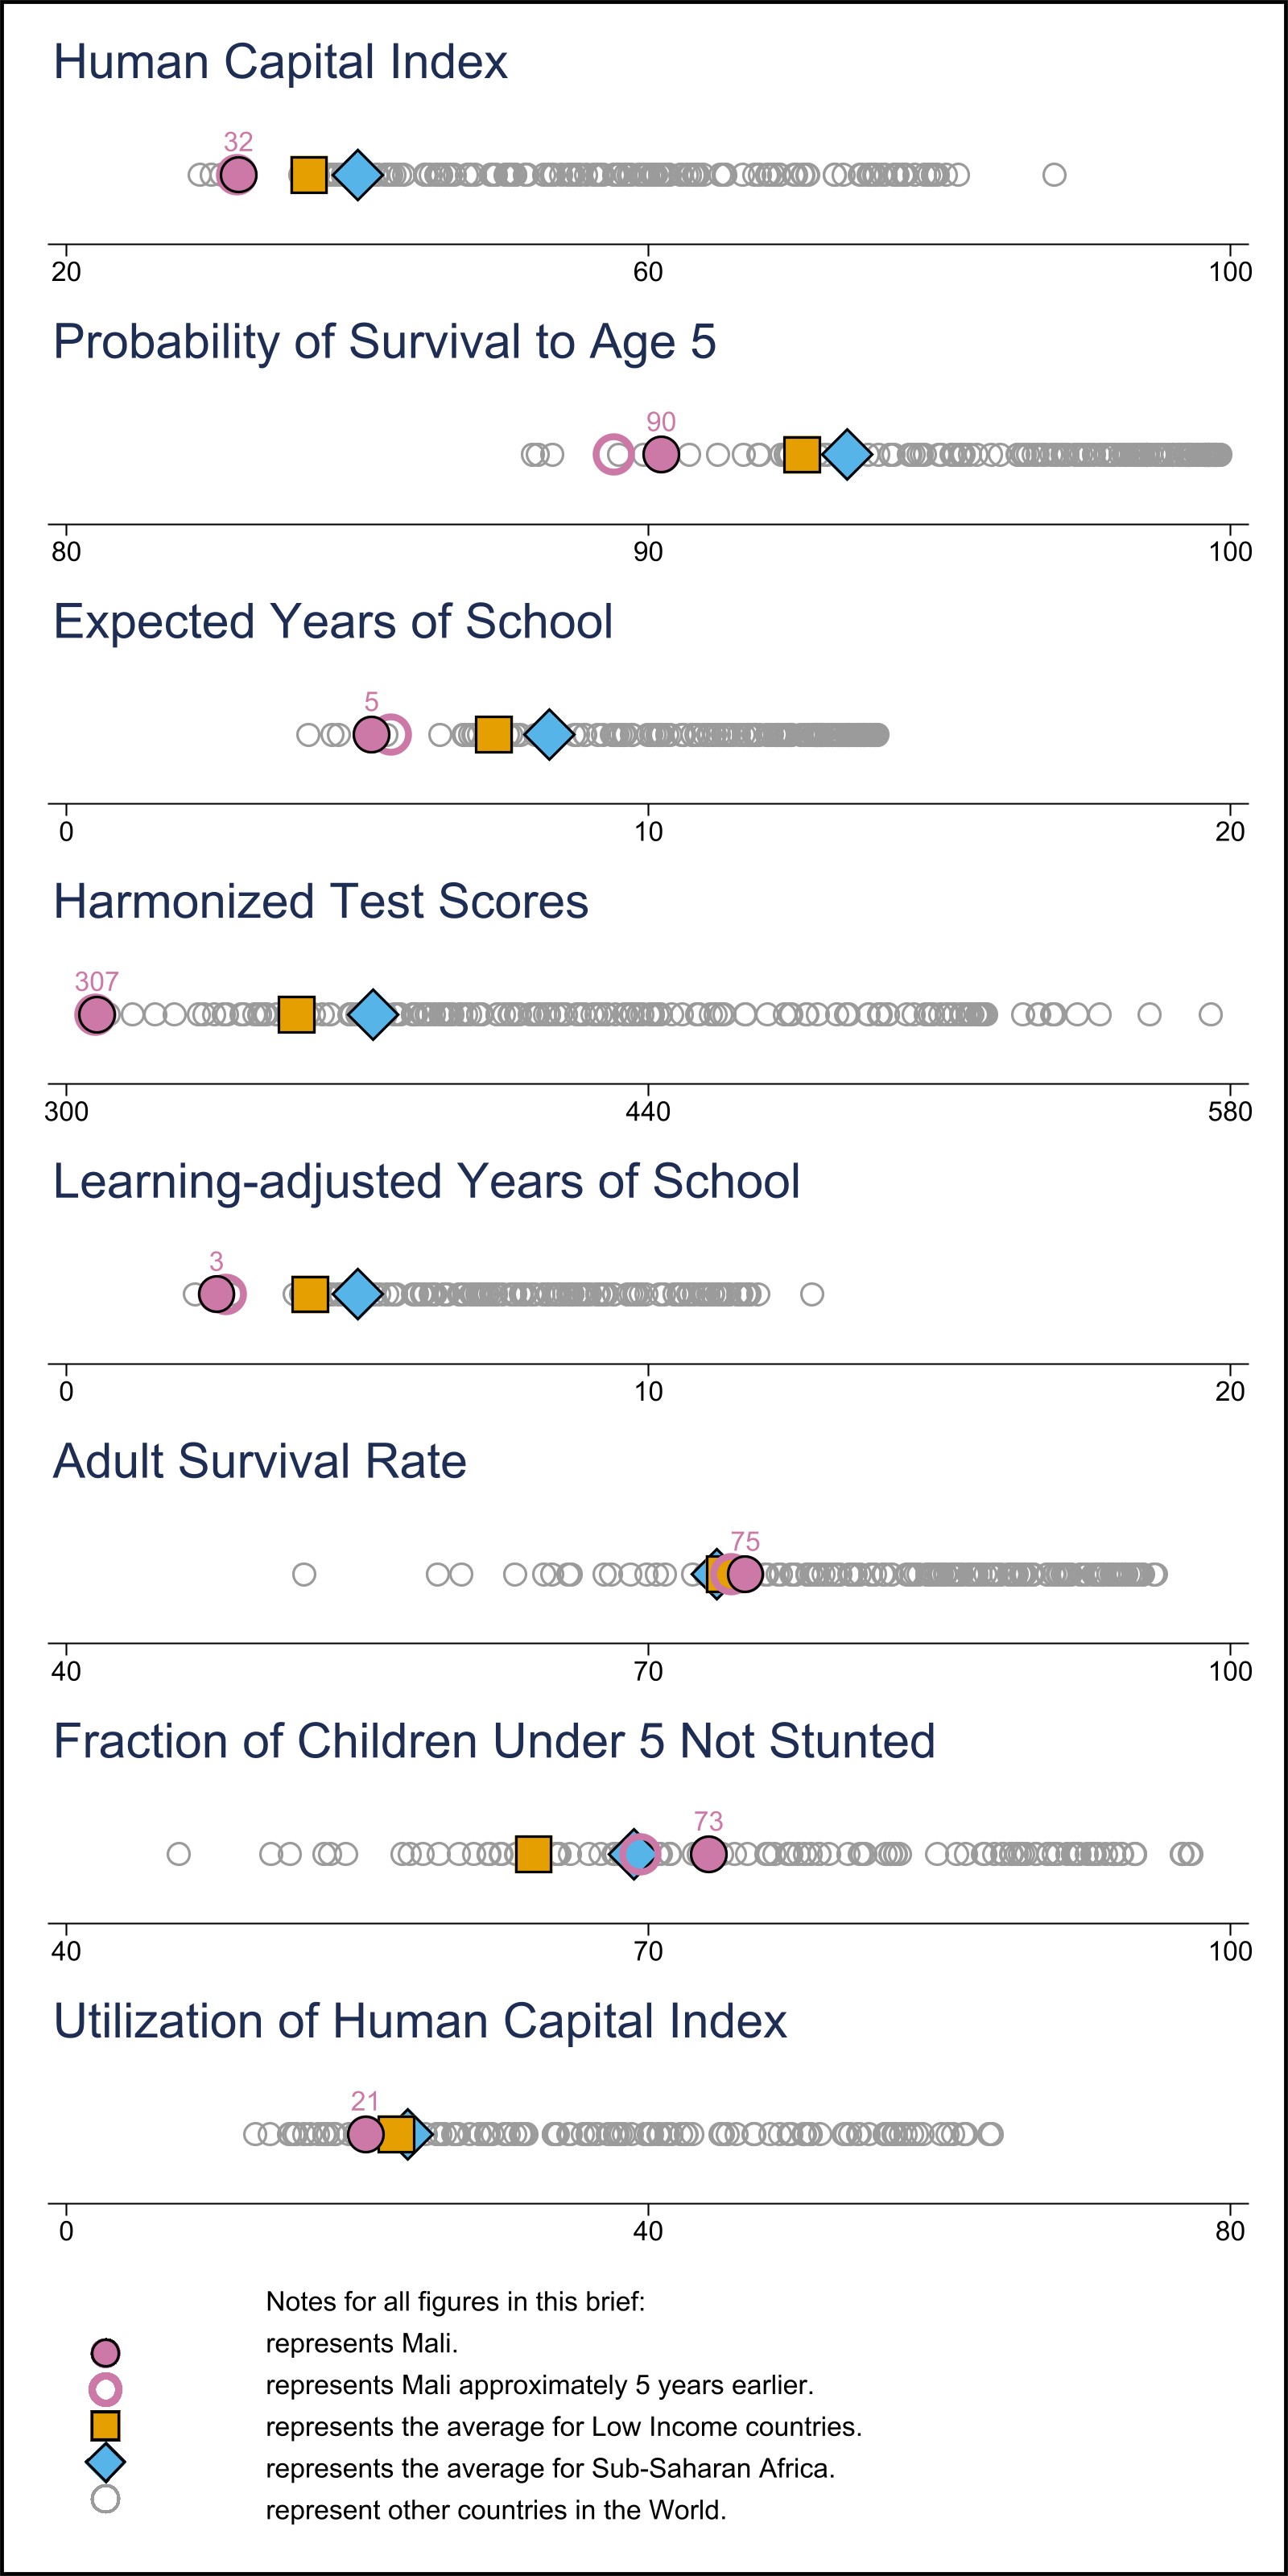 Human Capital Index
32
20 60 100
Probability of Survival to Age 5
90
80 90 100
Expected Years of School
5
0 10 20
Harmonized Test Scores
307
300 440 580
Learning-adjusted Years of School
3
0 10 20
Adult Survival Rate
75
40 70 100
Fraction of Children Under 5 Not Stunted
73
40 70 100
Utilization of Human Capital Index
21
0 40 80
Notes for all figures in this brief:
represents Mali.
represents Mali approximately 5 years earlier.
represents the average for Low Income countries.
represents the average for Sub-Saharan Africa.
represent other countries in the World.